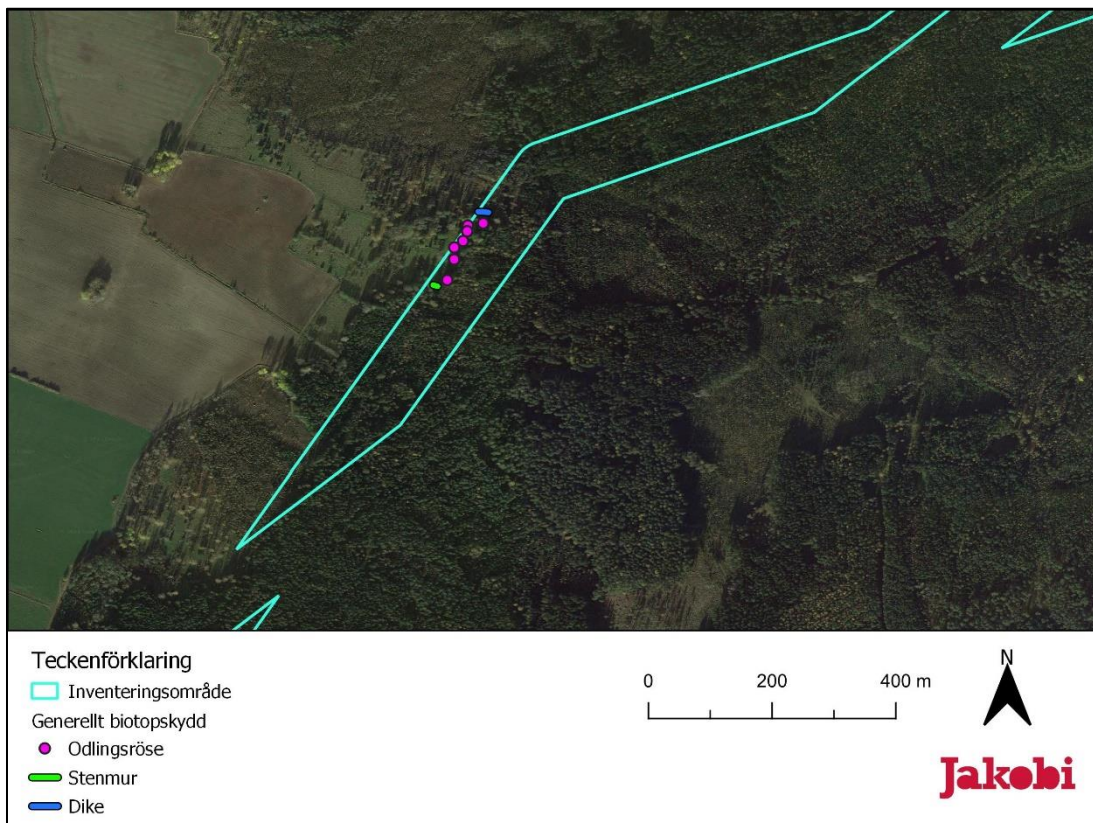 Teckenförklaring
Inventeringsområde
Generellt biotopskydd
Odlingsröse
Stenmur
Dike
0 200 400 m
N
Jakobi